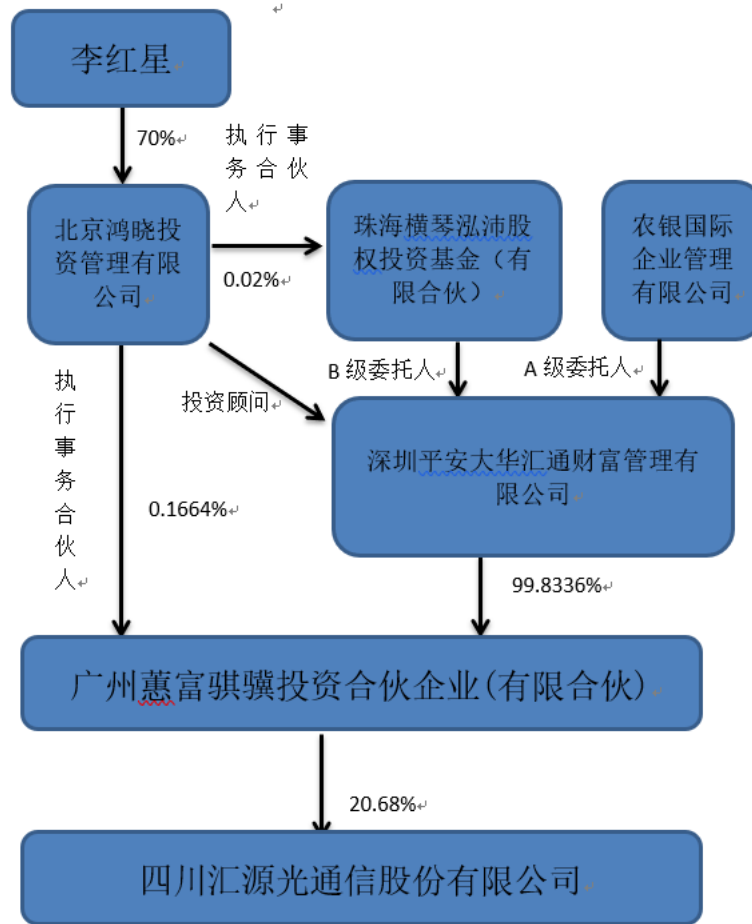 李红星
70%
执行事
务合伙
人
北京鸿晓投
资管理有限
公司
0.02%
珠海横琴泓沛股
权投资基金（有
限合伙）
农银国际
企业管理
有限公司
B 级委托人
A 级委托人
投资顾问
执
行
事
务
合
伙
人
0.1664%
深圳平安大华汇通财富管理有
限公司
99.8336%
广州蕙富骐骥投资合伙企业(有限合伙)
20.68%
四川汇源光通信股份有限公司